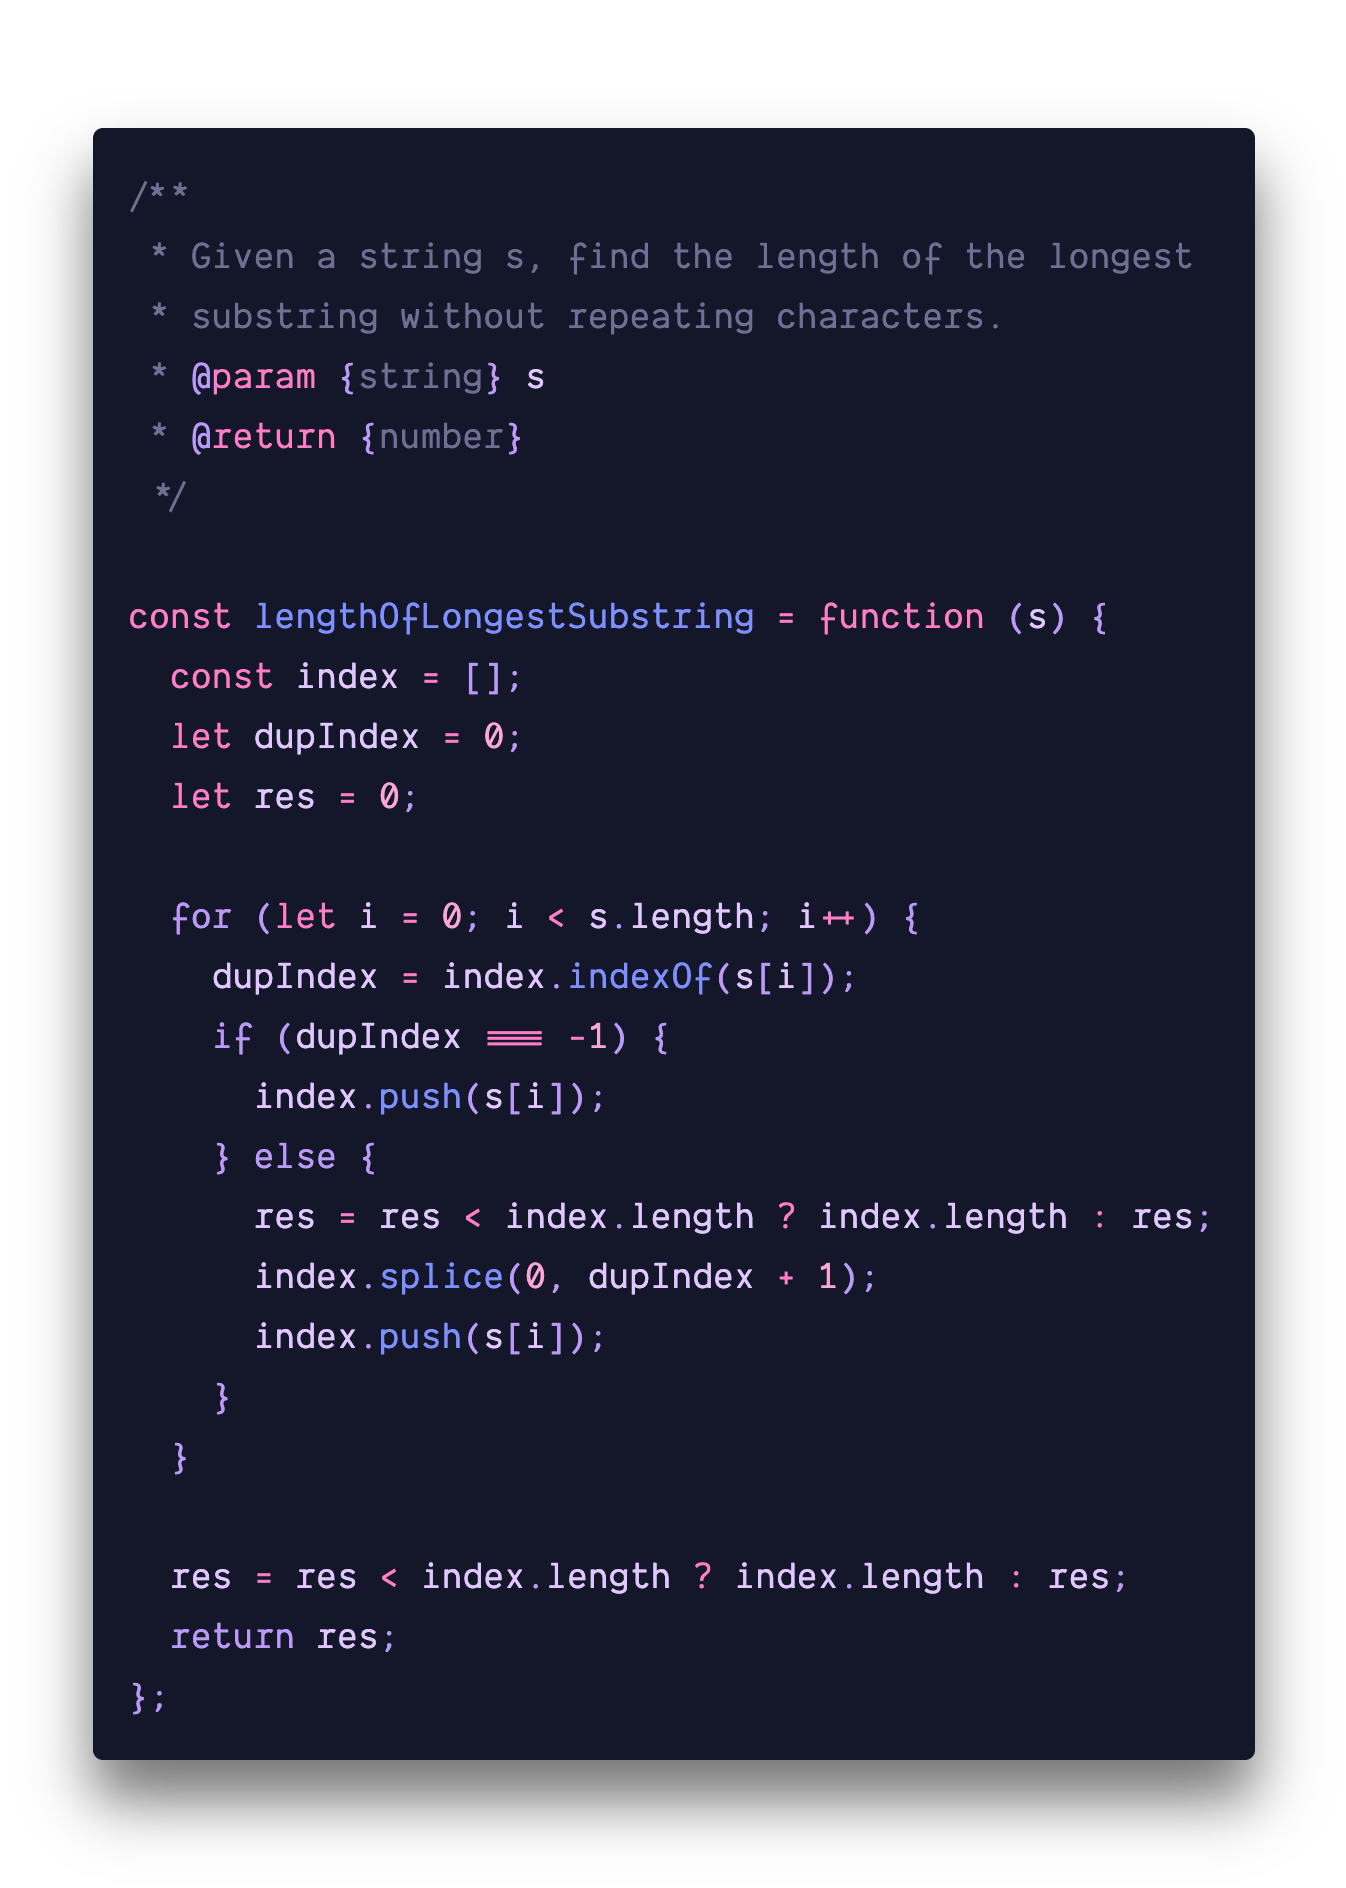 /**
 * Given a string s, find the length of the longest
 * substring without repeating characters.
 * @param {string} s
 * @return {number}
 */

const lengthOfLongestSubstring = function (s) {
  const index = [];
  let dupIndex = 0;
  let res = 0;

  for (let i = 0; i < s.length; i++) {
    dupIndex = index.indexOf(s[i]);
    if (dupIndex === -1) {
      index.push(s[i]);
    } else {
      res = res < index.length ? index.length : res;
      index.splice(0, dupIndex + 1);
      index.push(s[i]);
    }
  }

  res = res < index.length ? index.length : res;
  return res;
};